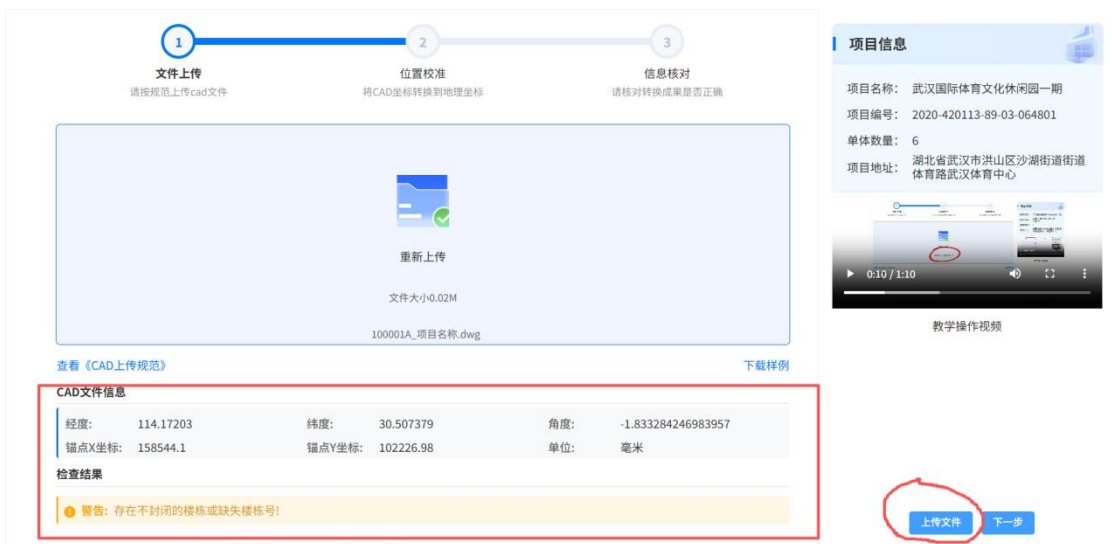 1
2
3
文件上传
位置校准
信息核对
请按规范上传cad文件
将CAD坐标转换到地理坐标
请核对转换成果是否正确
重新上传
文件大小0.02M
100001A_项目名称.dwg
查看《CAD上传规范》
下载样例
CAD文件信息
经度: 114.17203 纬度: 30.507379 角度: -1.833284246983957
锚点X坐标: 158544.1 锚点Y坐标: 102226.98 单位: 毫米
检查结果
警告: 存在不封闭的楼栋或缺失楼栋号!
项目信息
项目名称: 武汉国际体育文化休闲园一期
项目编号: 2020-420113-89-03-064801
单体数量: 6
项目地址: 湖北省武汉市洪山区沙湖街道街道
体育路武汉体育中心
0:10 / 1:10
教学操作视频
上传文件
下一步